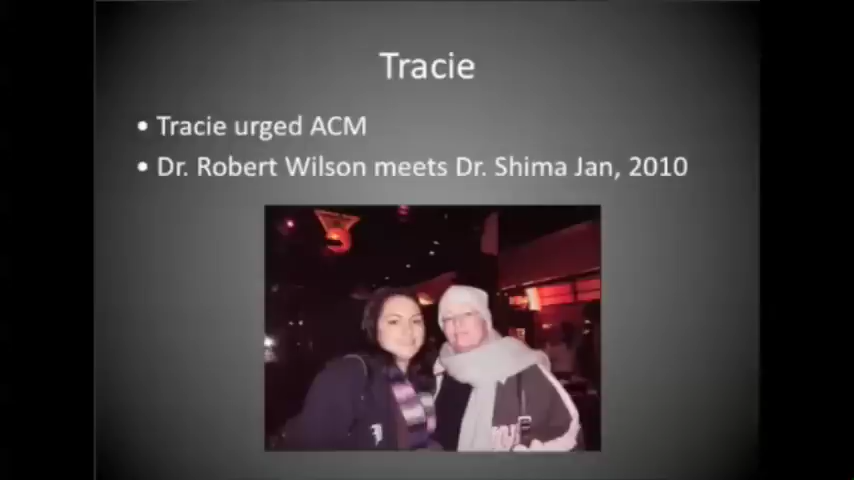 Tracie
• Tracie urged ACM
• Dr. Robert Wilson meets Dr. Shima Jan, 2010